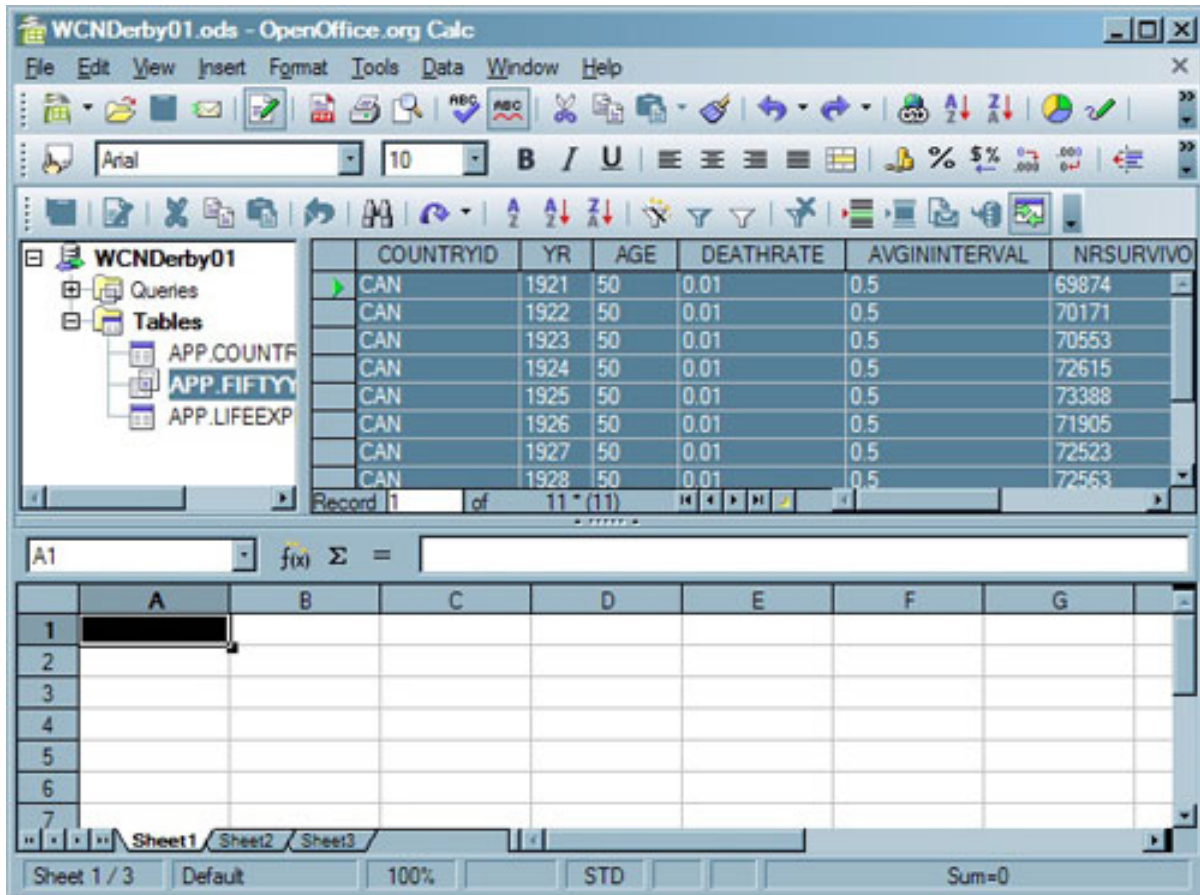 WCNDerby01.ods - OpenOffice.org Calc
File Edit View Insert Format Tools Data Window Help
Arial 10 B I U
WCNDerby01
Queries
Tables
APP.COUNTR
APP.FIFTYY
APP.LIFEEXP
COUNTRYID YR AGE DEATHRATE AVGININTERVAL NRSURVIVO
CAN 1921 50 0.01 0.5 69874
CAN 1922 50 0.01 0.5 70171
CAN 1923 50 0.01 0.5 70553
CAN 1924 50 0.01 0.5 72615
CAN 1925 50 0.01 0.5 73388
CAN 1926 50 0.01 0.5 71905
CAN 1927 50 0.01 0.5 72523
CAN 1928 50 0.01 0.5 72563
Record 1 of 11 * (11)
A1 f(x) Σ =
A B C D E F G
1
2
3
4
5
6
7
Sheet1 Sheet2 Sheet3
Sheet 1 / 3 Default 100% STD Sum=0